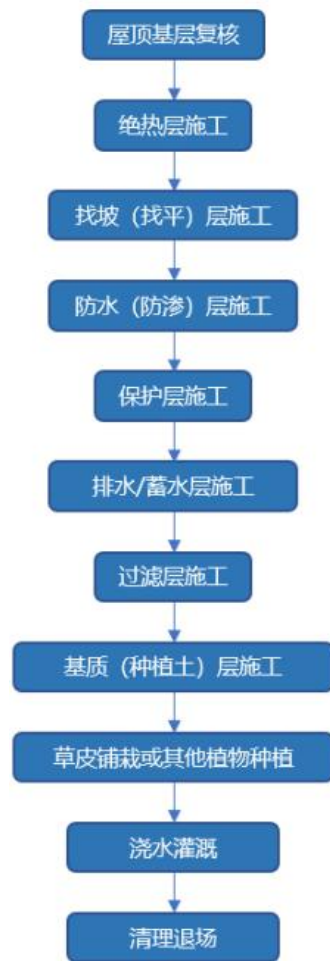 屋顶基层复核
绝热层施工
找坡（找平）层施工
防水（防渗）层施工
保护层施工
排水/蓄水层施工
过滤层施工
基质（种植土）层施工
草皮铺栽或其他植物种植
浇水灌溉
清理退场